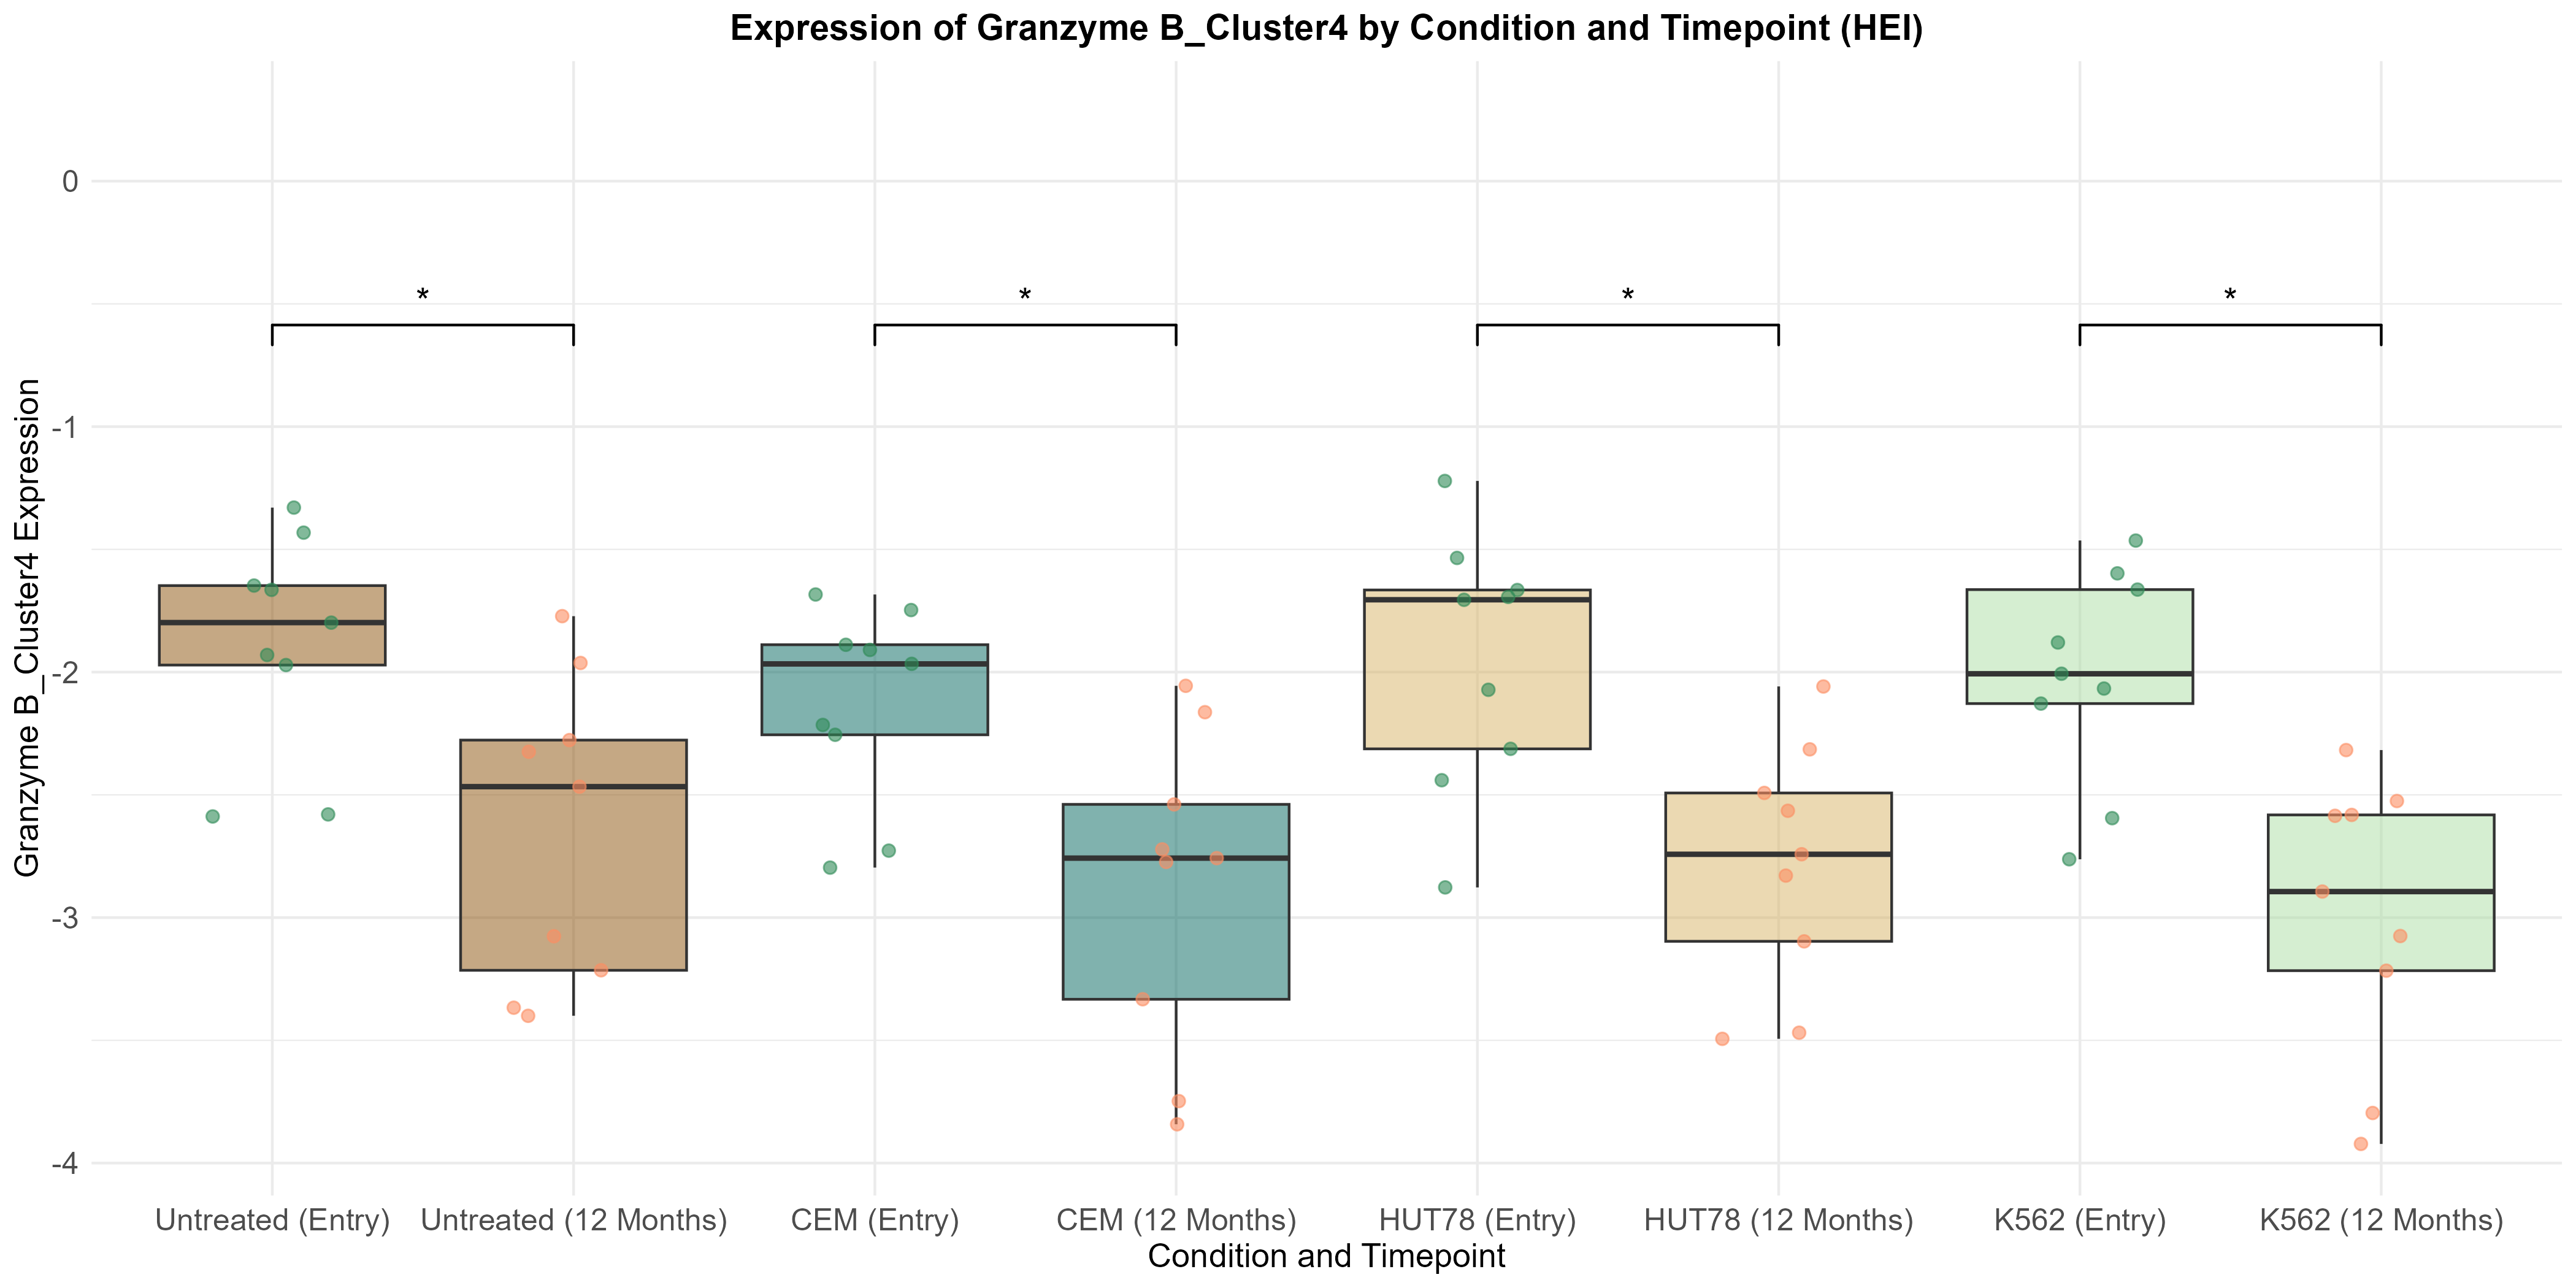 Expression of Granzyme B_Cluster4 by Condition and Timepoint (HEI)
Granzyme B_Cluster4 Expression
0
-1
-2
-3
-4
*
*
*
*
Untreated (Entry)
Untreated (12 Months)
CEM (Entry)
CEM (12 Months)
HUT78 (Entry)
HUT78 (12 Months)
K562 (Entry)
K562 (12 Months)
Condition and Timepoint